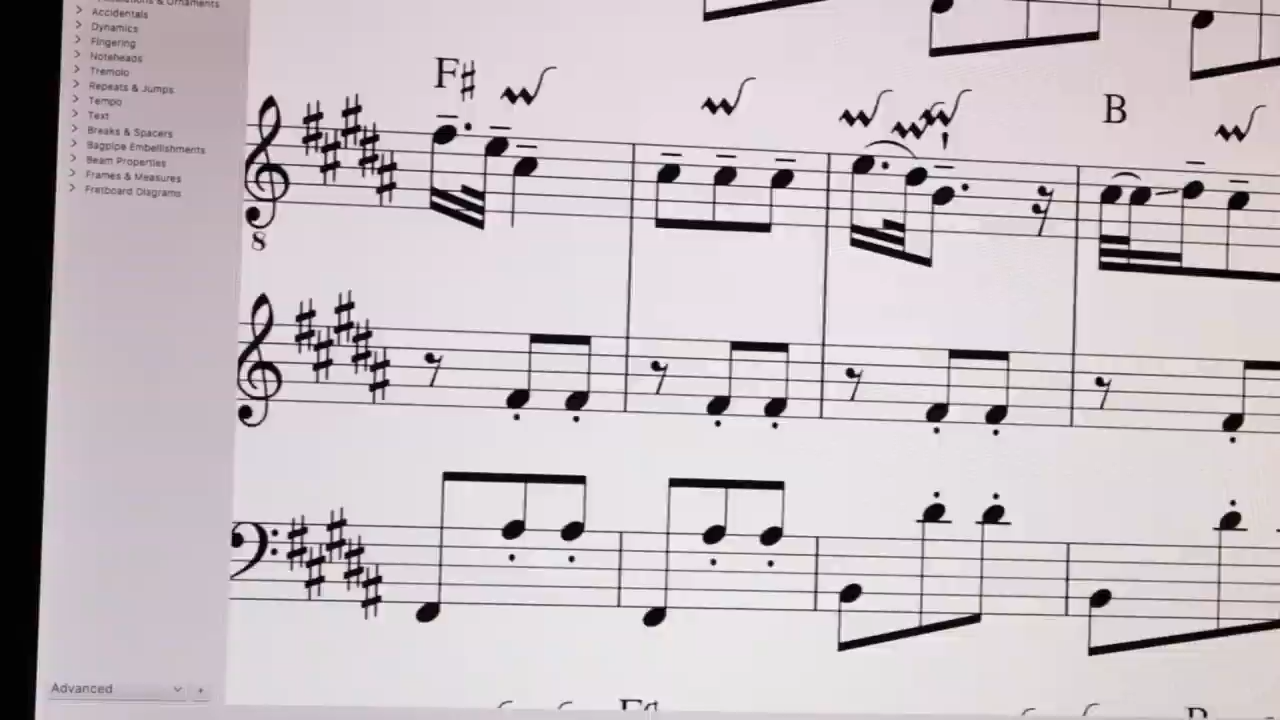 & Ornaments
Accidentals
Dynamics
Fingering
Noteheads
Tremolo
Repeats & Jumps
Tempo
Text
Breaks & Spacers
Bagpipe Embellishments
Beam Properties
Frames & Measures
Fretboard Diagrams
Advanced
F♯
B
8